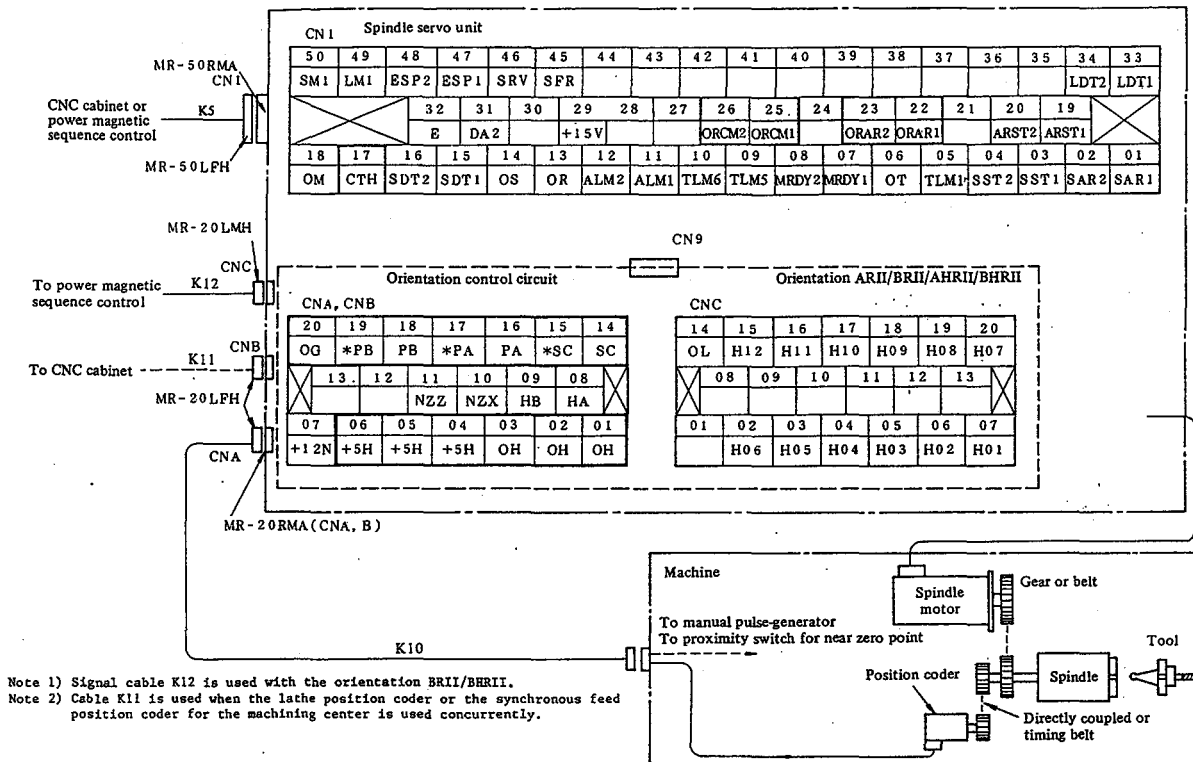 CN1 Spindle servo unit
50 49 48 47 46 45 44 43 42 41 40 39 38 37 36 35 34 33
SM1 LM1 ESP2 ESP1 SRV SFR LDT2 LDT1
32 31 30 29 28 27 26 25 24 23 22 21 20 19
E DA2 +15V ORCM2 ORCM1 ORAR2 ORAR1 ARST2 ARST1
18 17 16 15 14 13 12 11 10 09 08 07 06 05 04 03 02 01
OM CTH SDT2 SDT1 OS OR ALM2 ALM1 TLM6 TLM5 MRDY2 MRDY1 OT TLM1 SST2 SST1 SAR2 SAR1
MR-50RMA
CN1
CNC cabinet or
power magnetic
sequence control
K5
MR-50LFH
MR-20LMH
CNC
To power magnetic
sequence control
K12
CNB
K11
To CNC cabinet
MR-20LFH
CNA
MR-20RMA(CNA, B)
CN9
Orientation control circuit
Orientation ARII/BRII/AHRII/BHRII
CNA, CNB
20 19 18 17 16 15 14
OG *PB PB *PA PA *SC SC
13. 12 11 10 09 08
NZZ NZX HB HA
07 06 05 04 03 02 01
+12N +5H +5H +5H OH OH OH
CNC
14 15 16 17 18 19 20
OL H12 H11 H10 H09 H08 H07
08 09 10 11 12 13
01 02 03 04 05 06 07
H06 H05 H04 H03 H02 H01
Machine
Spindle
motor
Gear or belt
To manual pulse-generator
To proximity switch for near zero point
K10
Tool
Position coder
Spindle
Directly coupled or
timing belt
Note 1) Signal cable K12 is used with the orientation BRII/BHRII.
Note 2) Cable K11 is used when the lathe position coder or the synchronous feed
position coder for the machining center is used concurrently.